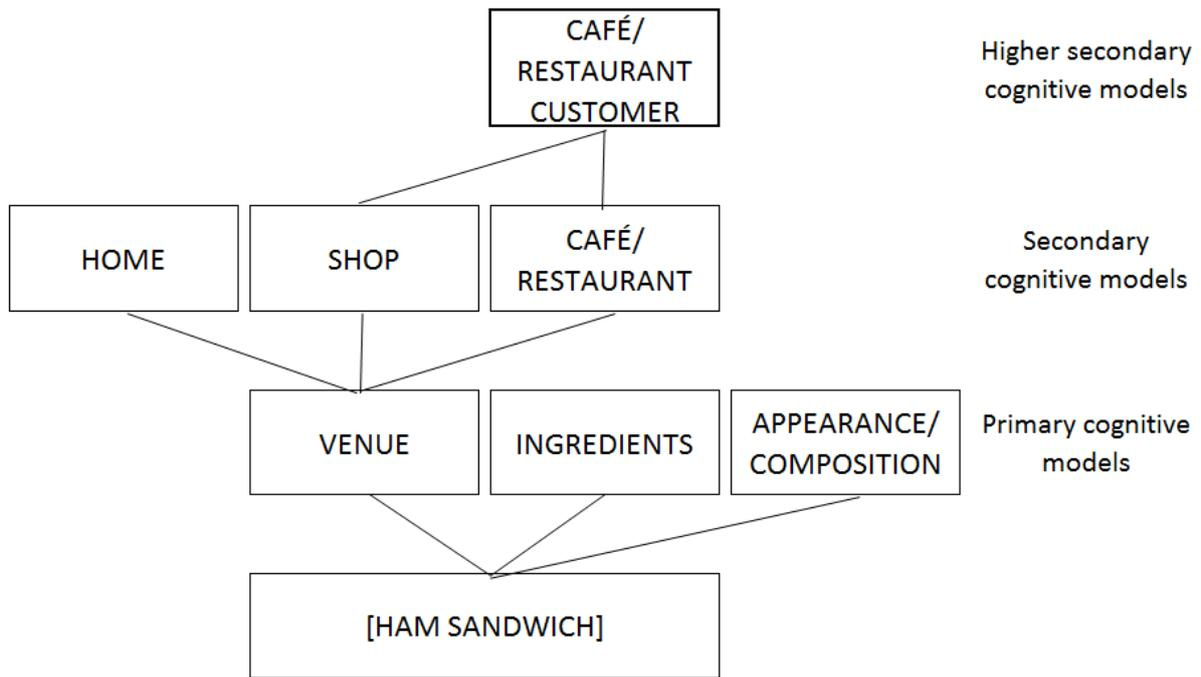 CAFÉ/
RESTAURANT
CUSTOMER
Higher secondary
cognitive models
HOME
SHOP
CAFÉ/
RESTAURANT
Secondary
cognitive models
VENUE
INGREDIENTS
APPEARANCE/
COMPOSITION
Primary cognitive
models
[HAM SANDWICH]